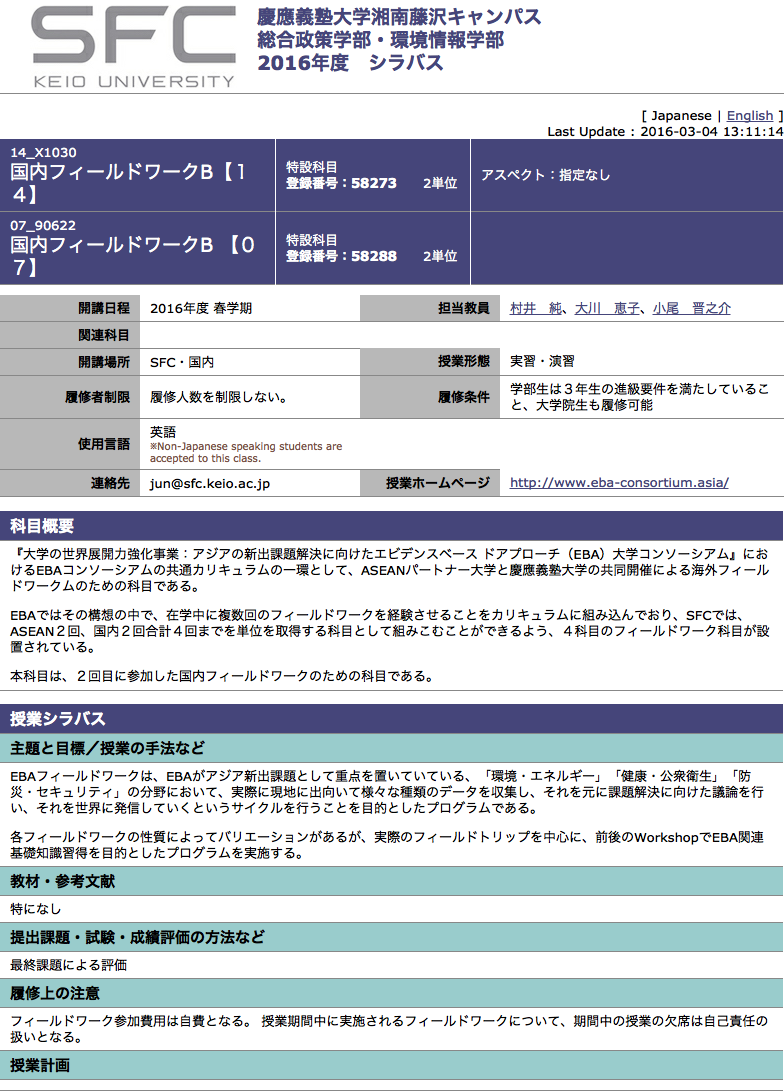 SFC
KEIO UNIVERSITY
慶應義塾大学湘南藤沢キャンパス
総合政策学部・環境情報学部
2016年度　シラバス
[ Japanese | English ]
Last Update : 2016-03-04 13:11:14
14_X1030
国内フィールドワークB【１
４】
特設科目
登録番号：58273　　2単位
アスペクト：指定なし
07_90622
国内フィールドワークB 【０
７】
特設科目
登録番号：58288　　2単位
開講日程　2016年度 春学期　担当教員　村井　純、大川　恵子、小尾　晋之介
関連科目
開講場所　SFC・国内　授業形態　実習・演習
履修者制限　履修人数を制限しない。　履修条件　学部生は３年生の進級要件を満たしているこ
と、大学院生も履修可能
使用言語　英語
※Non-Japanese speaking students are
accepted to this class.
連絡先　jun@sfc.keio.ac.jp　授業ホームページ　http://www.eba-consortium.asia/
科目概要
『大学の世界展開力強化事業：アジアの新出課題解決に向けたエビデンスベース ドアプローチ（EBA）大学コンソーシアム』にお
けるEBAコンソーシアムの共通カリキュラムの一環として、ASEANパートナー大学と慶應義塾大学の共同開催による海外フィール
ドワークムのための科目である。
EBAではその構想の中で、在学中に複数回のフィールドワークを経験させることをカリキュラムに組み込んでおり、SFCでは、
ASEAN２回、国内２回合計４回までを単位を取得する科目として組みこむことができるよう、４科目のフィールドワーク科目が設
置されている。
本科目は、２回目に参加した国内フィールドワークのための科目である。
授業シラバス
主題と目標／授業の手法など
EBAフィールドワークは、EBAがアジア新出課題として重点を置いていている、「環境・エネルギー」「健康・公衆衛生」「防
災・セキュリティ」の分野において、実際に現地に出向いて様々な種類のデータを収集し、それを元に課題解決に向けた議論を行
い、それを世界に発信していくというサイクルを行うことを目的としたプログラムである。
各フィールドワークの性質によってバリエーションがあるが、実際のフィールドトリップを中心に、前後のWorkshopでEBA関連
基礎知識習得を目的としたプログラムを実施する。
教材・参考文献
特になし
提出課題・試験・成績評価の方法など
最終課題による評価
履修上の注意
フィールドワーク参加費用は自費となる。 授業期間中に実施されるフィールドワークについて、期間中の授業の欠席は自己責任の
扱いとなる。
授業計画